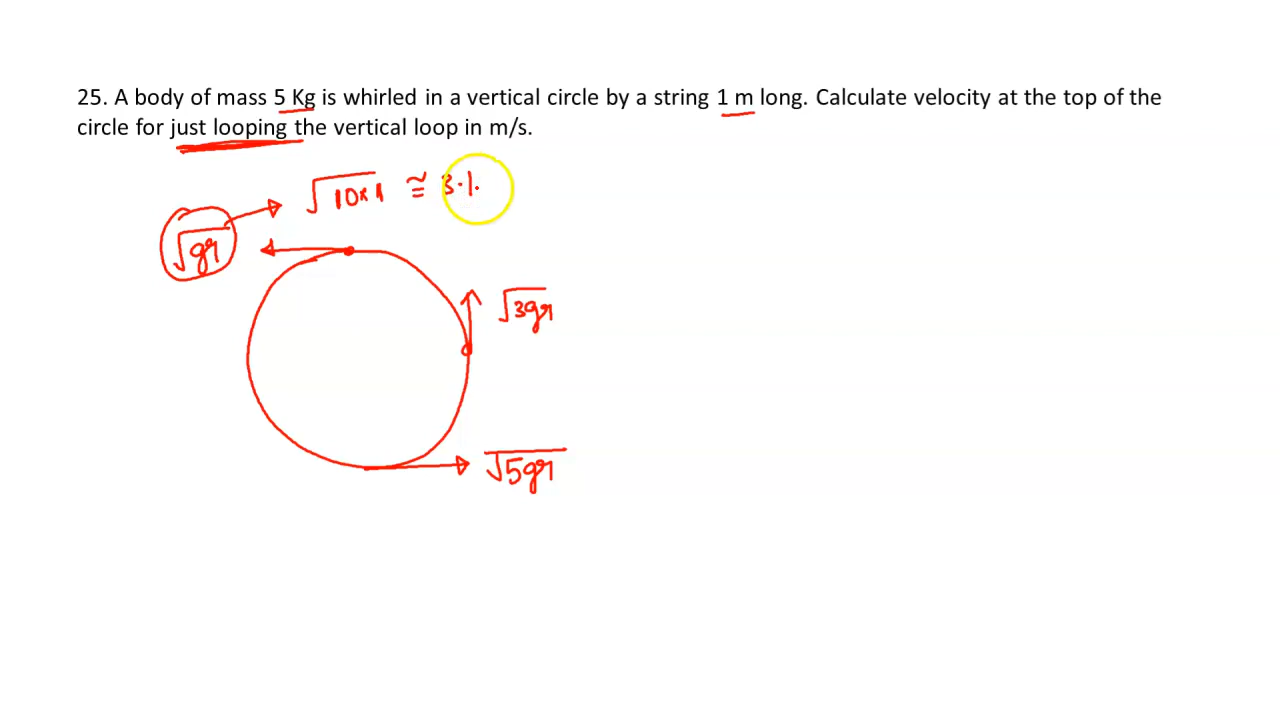 25. A body of mass 5 Kg is whirled in a vertical circle by a string 1 m long. Calculate velocity at the top of the
circle for just looping the vertical loop in m/s.
√10×1 ≅ 3.1
√gr
√3gr
√5gr